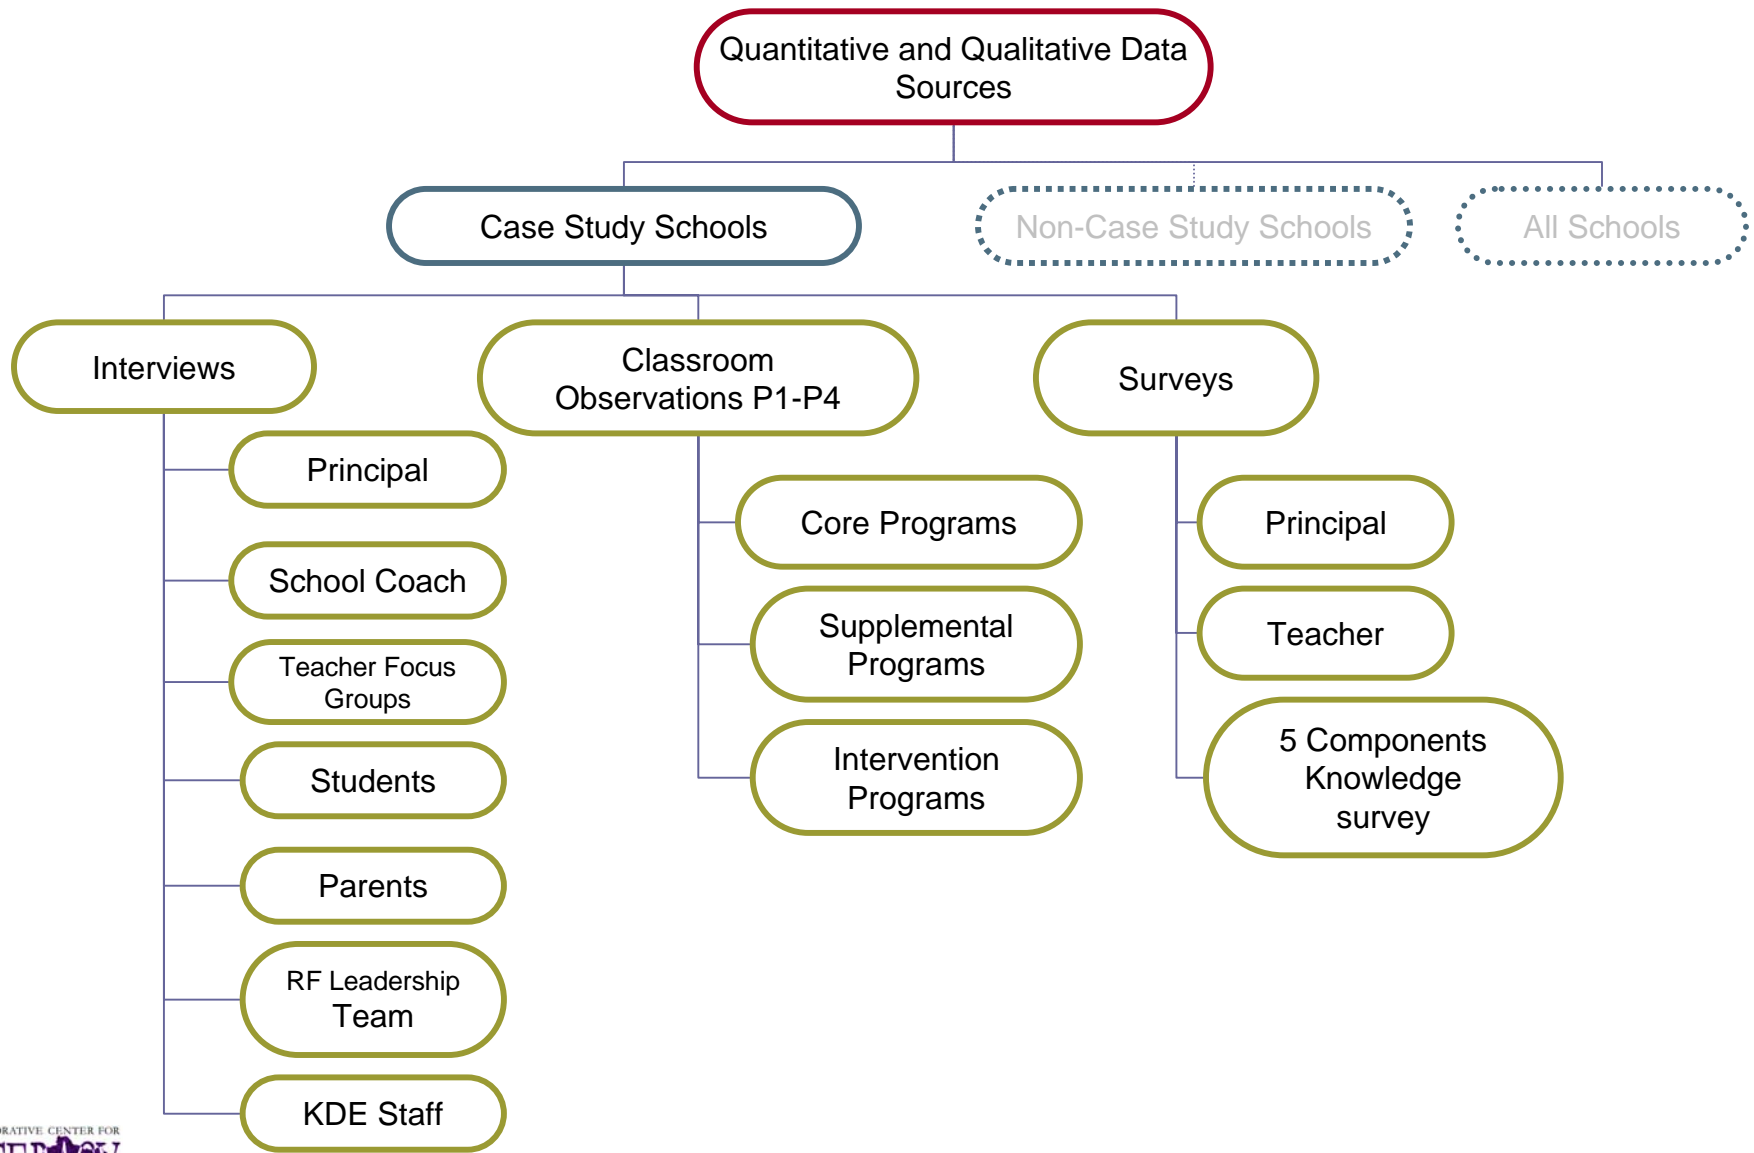 Quantitative and Qualitative Data
Sources
Case Study Schools
Non-Case Study Schools
All Schools
Interviews
Classroom
Observations P1-P4
Surveys
Principal
School Coach
Teacher Focus
Groups
Students
Parents
RF Leadership
Team
KDE Staff
Core Programs
Supplemental
Programs
Intervention
Programs
Principal
Teacher
5 Components
Knowledge
survey
CENTER FOR